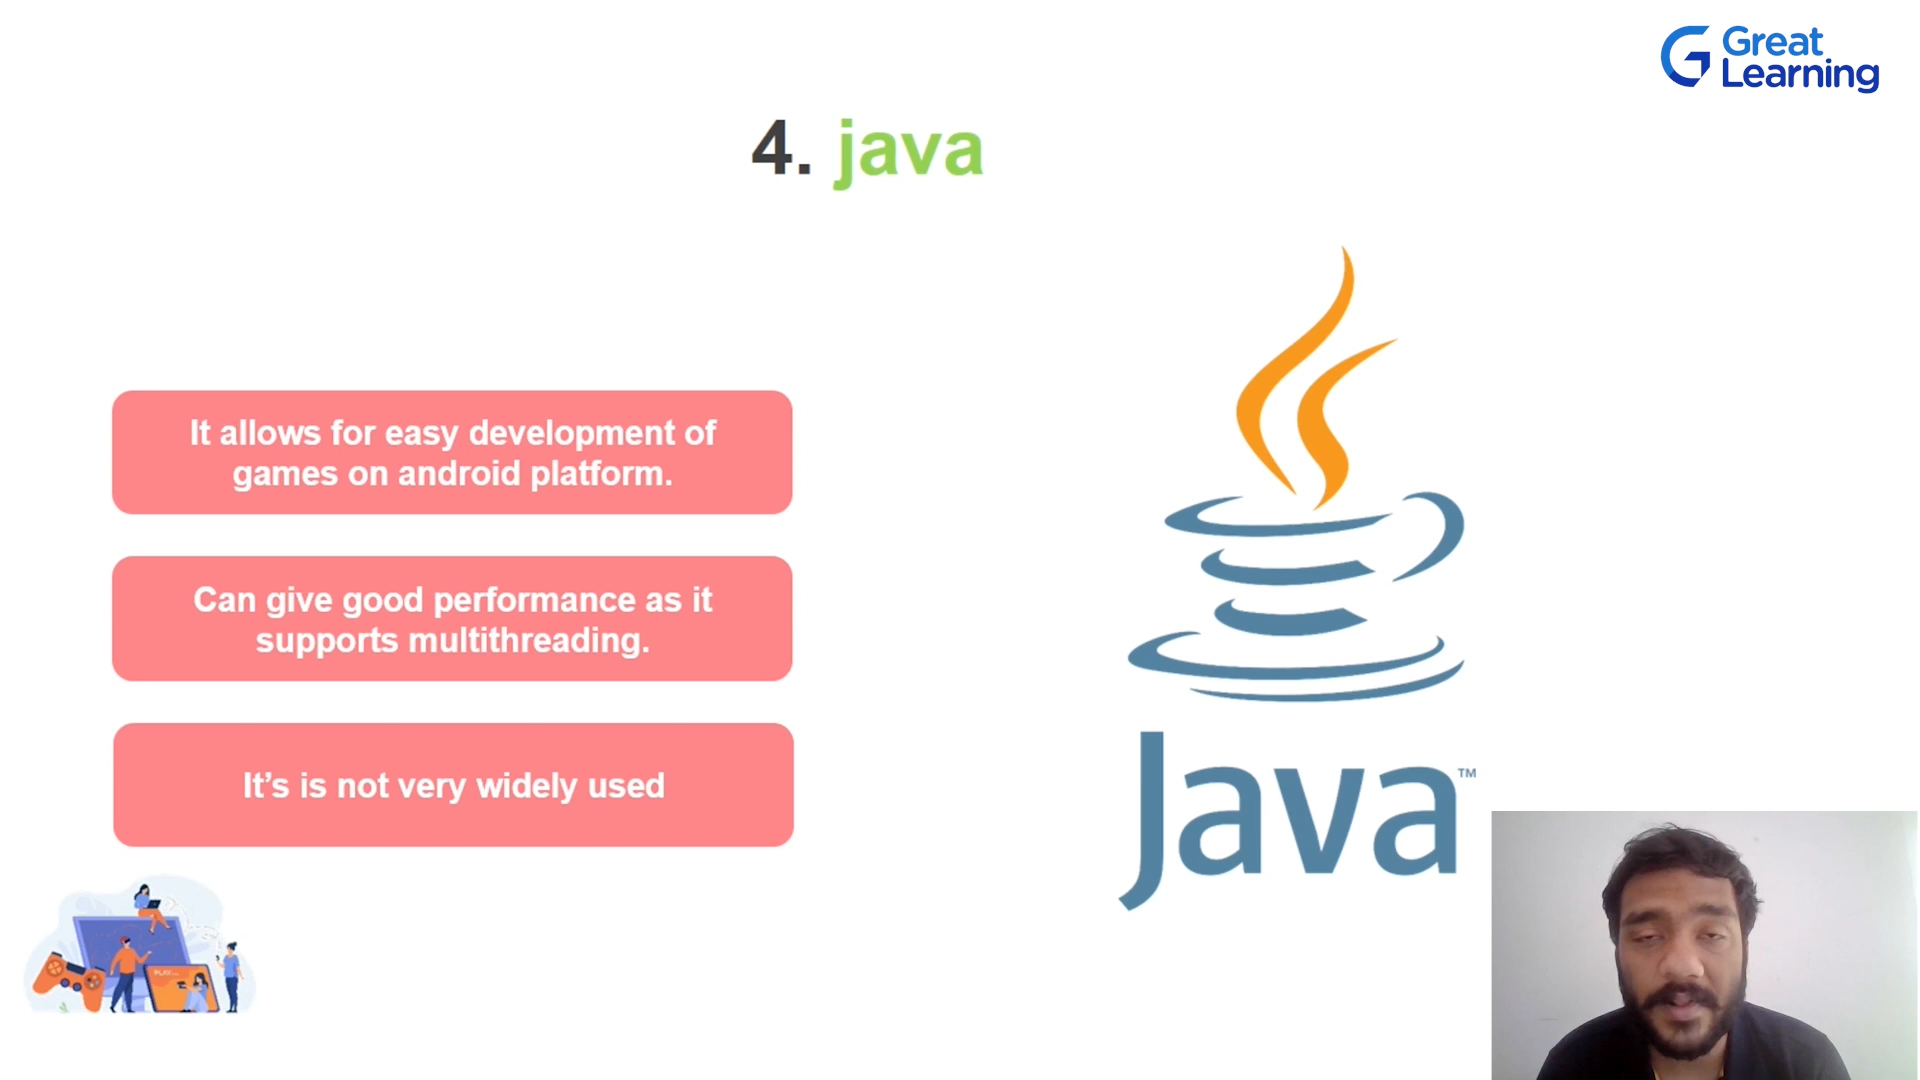 Great
Learning
4. java
It allows for easy development of
games on android platform.
Can give good performance as it
supports multithreading.
It’s is not very widely used
Java™
PLAY...